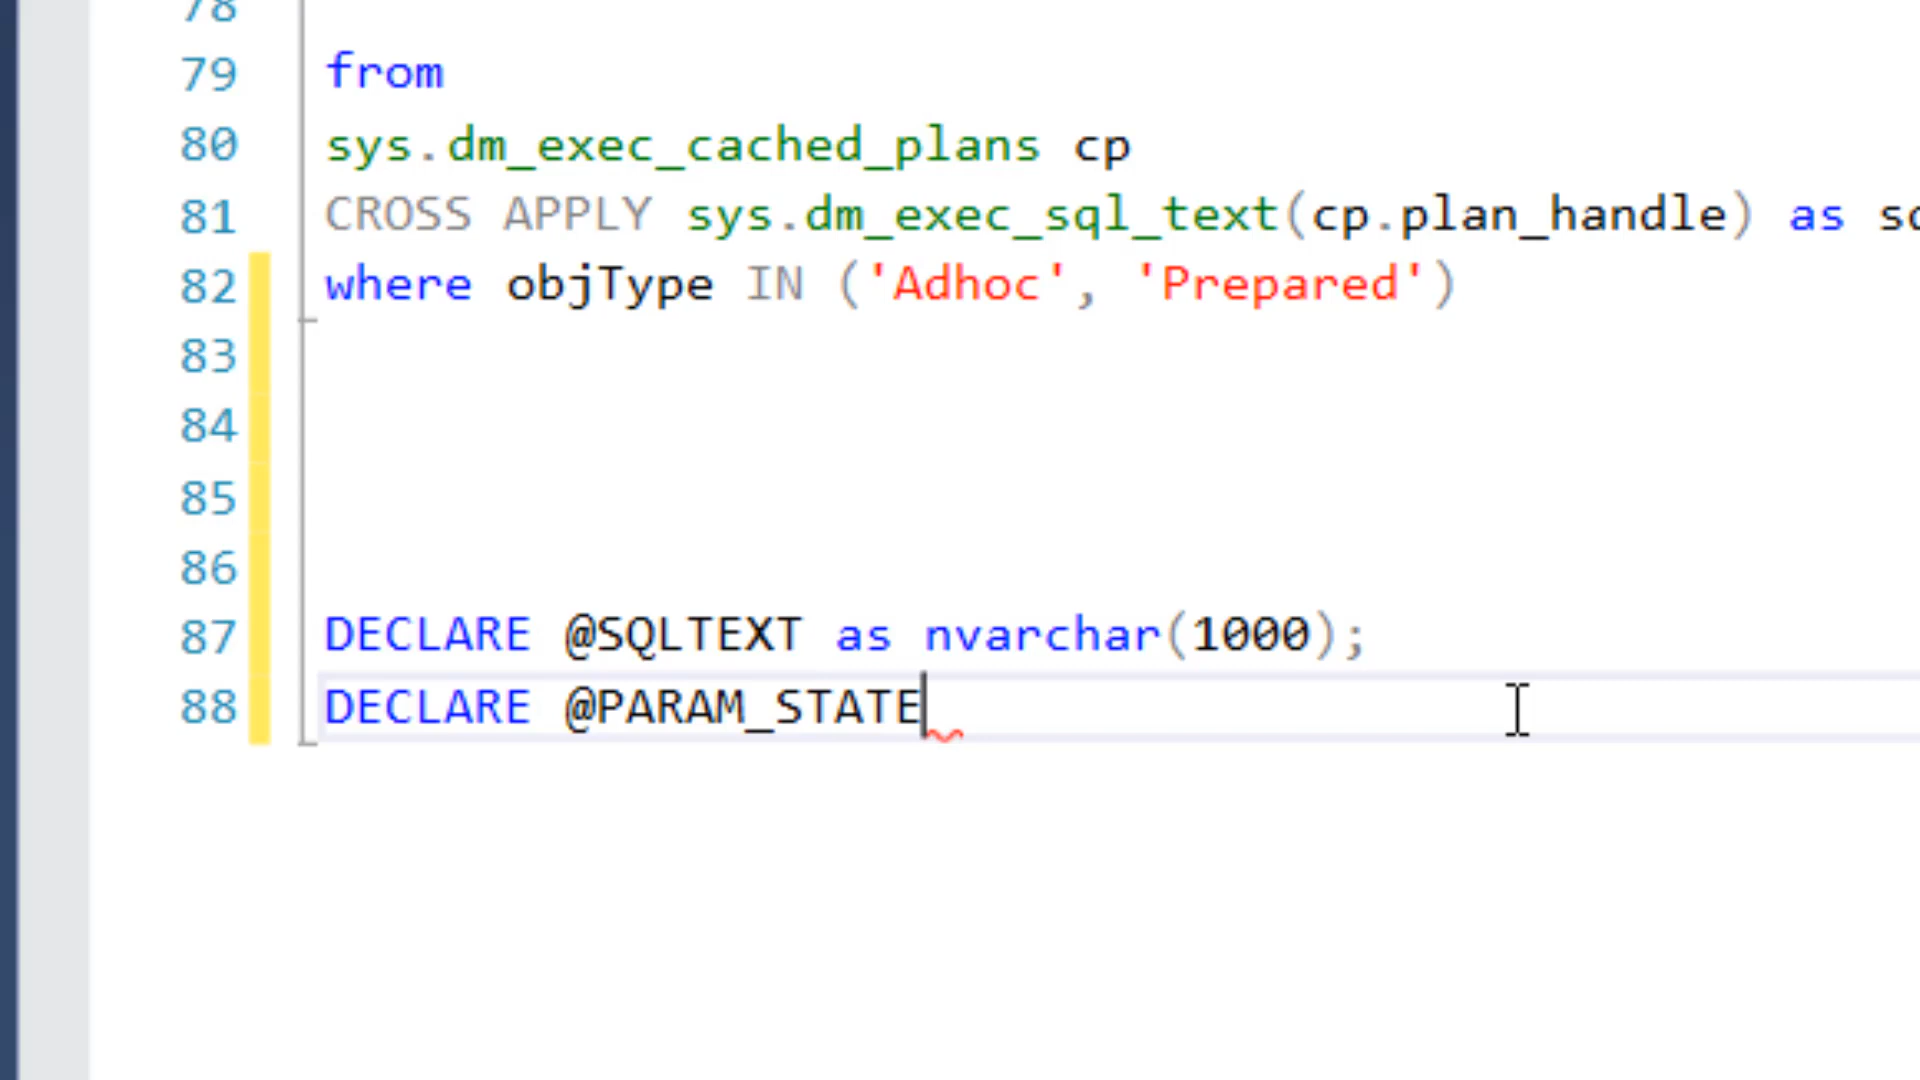 78
79 from
80 sys.dm_exec_cached_plans cp
81 CROSS APPLY sys.dm_exec_sql_text(cp.plan_handle) as
82 where objType IN ('Adhoc', 'Prepared')
83
84
85
86
87 DECLARE @SQLTEXT as nvarchar(1000);
88 DECLARE @PARAM_STATE